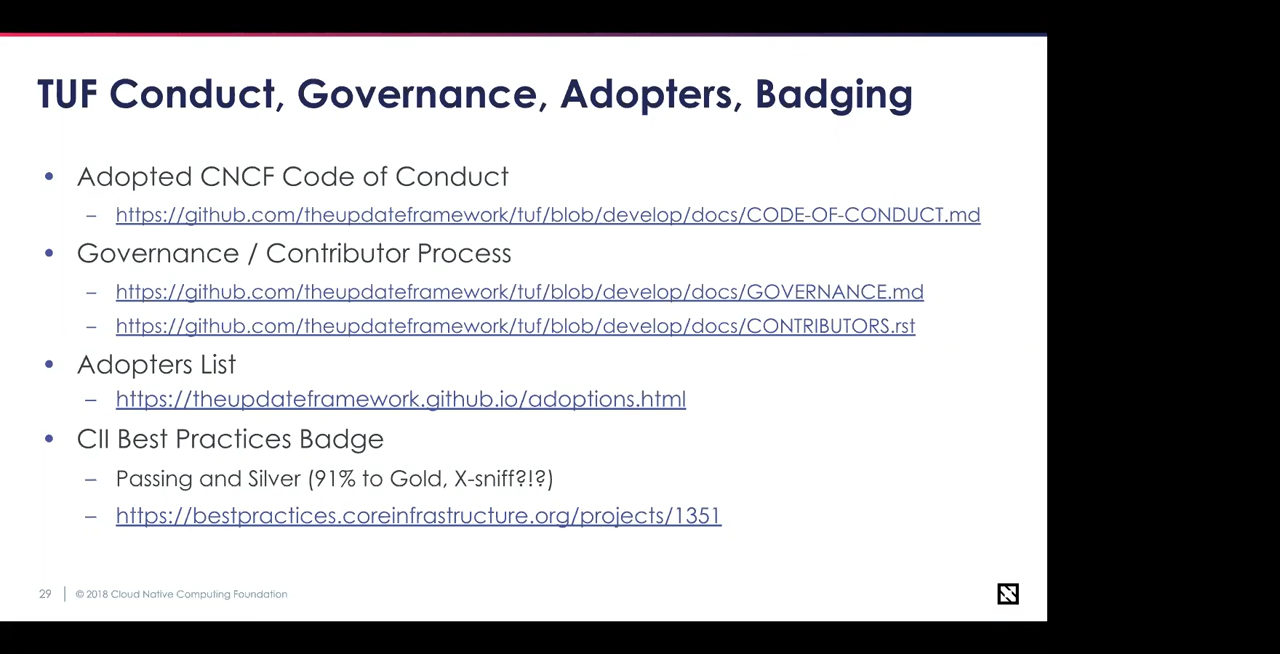 TUF Conduct, Governance, Adopters, Badging
• Adopted CNCF Code of Conduct
– https://github.com/theupdateframework/tuf/blob/develop/docs/CODE-OF-CONDUCT.md
• Governance / Contributor Process
– https://github.com/theupdateframework/tuf/blob/develop/docs/GOVERNANCE.md
– https://github.com/theupdateframework/tuf/blob/develop/docs/CONTRIBUTORS.rst
• Adopters List
– https://theupdateframework.github.io/adoptions.html
• CII Best Practices Badge
– Passing and Silver (91% to Gold, X-sniff?!?)
– https://bestpractices.coreinfrastructure.org/projects/1351
29 | © 2018 Cloud Native Computing Foundation